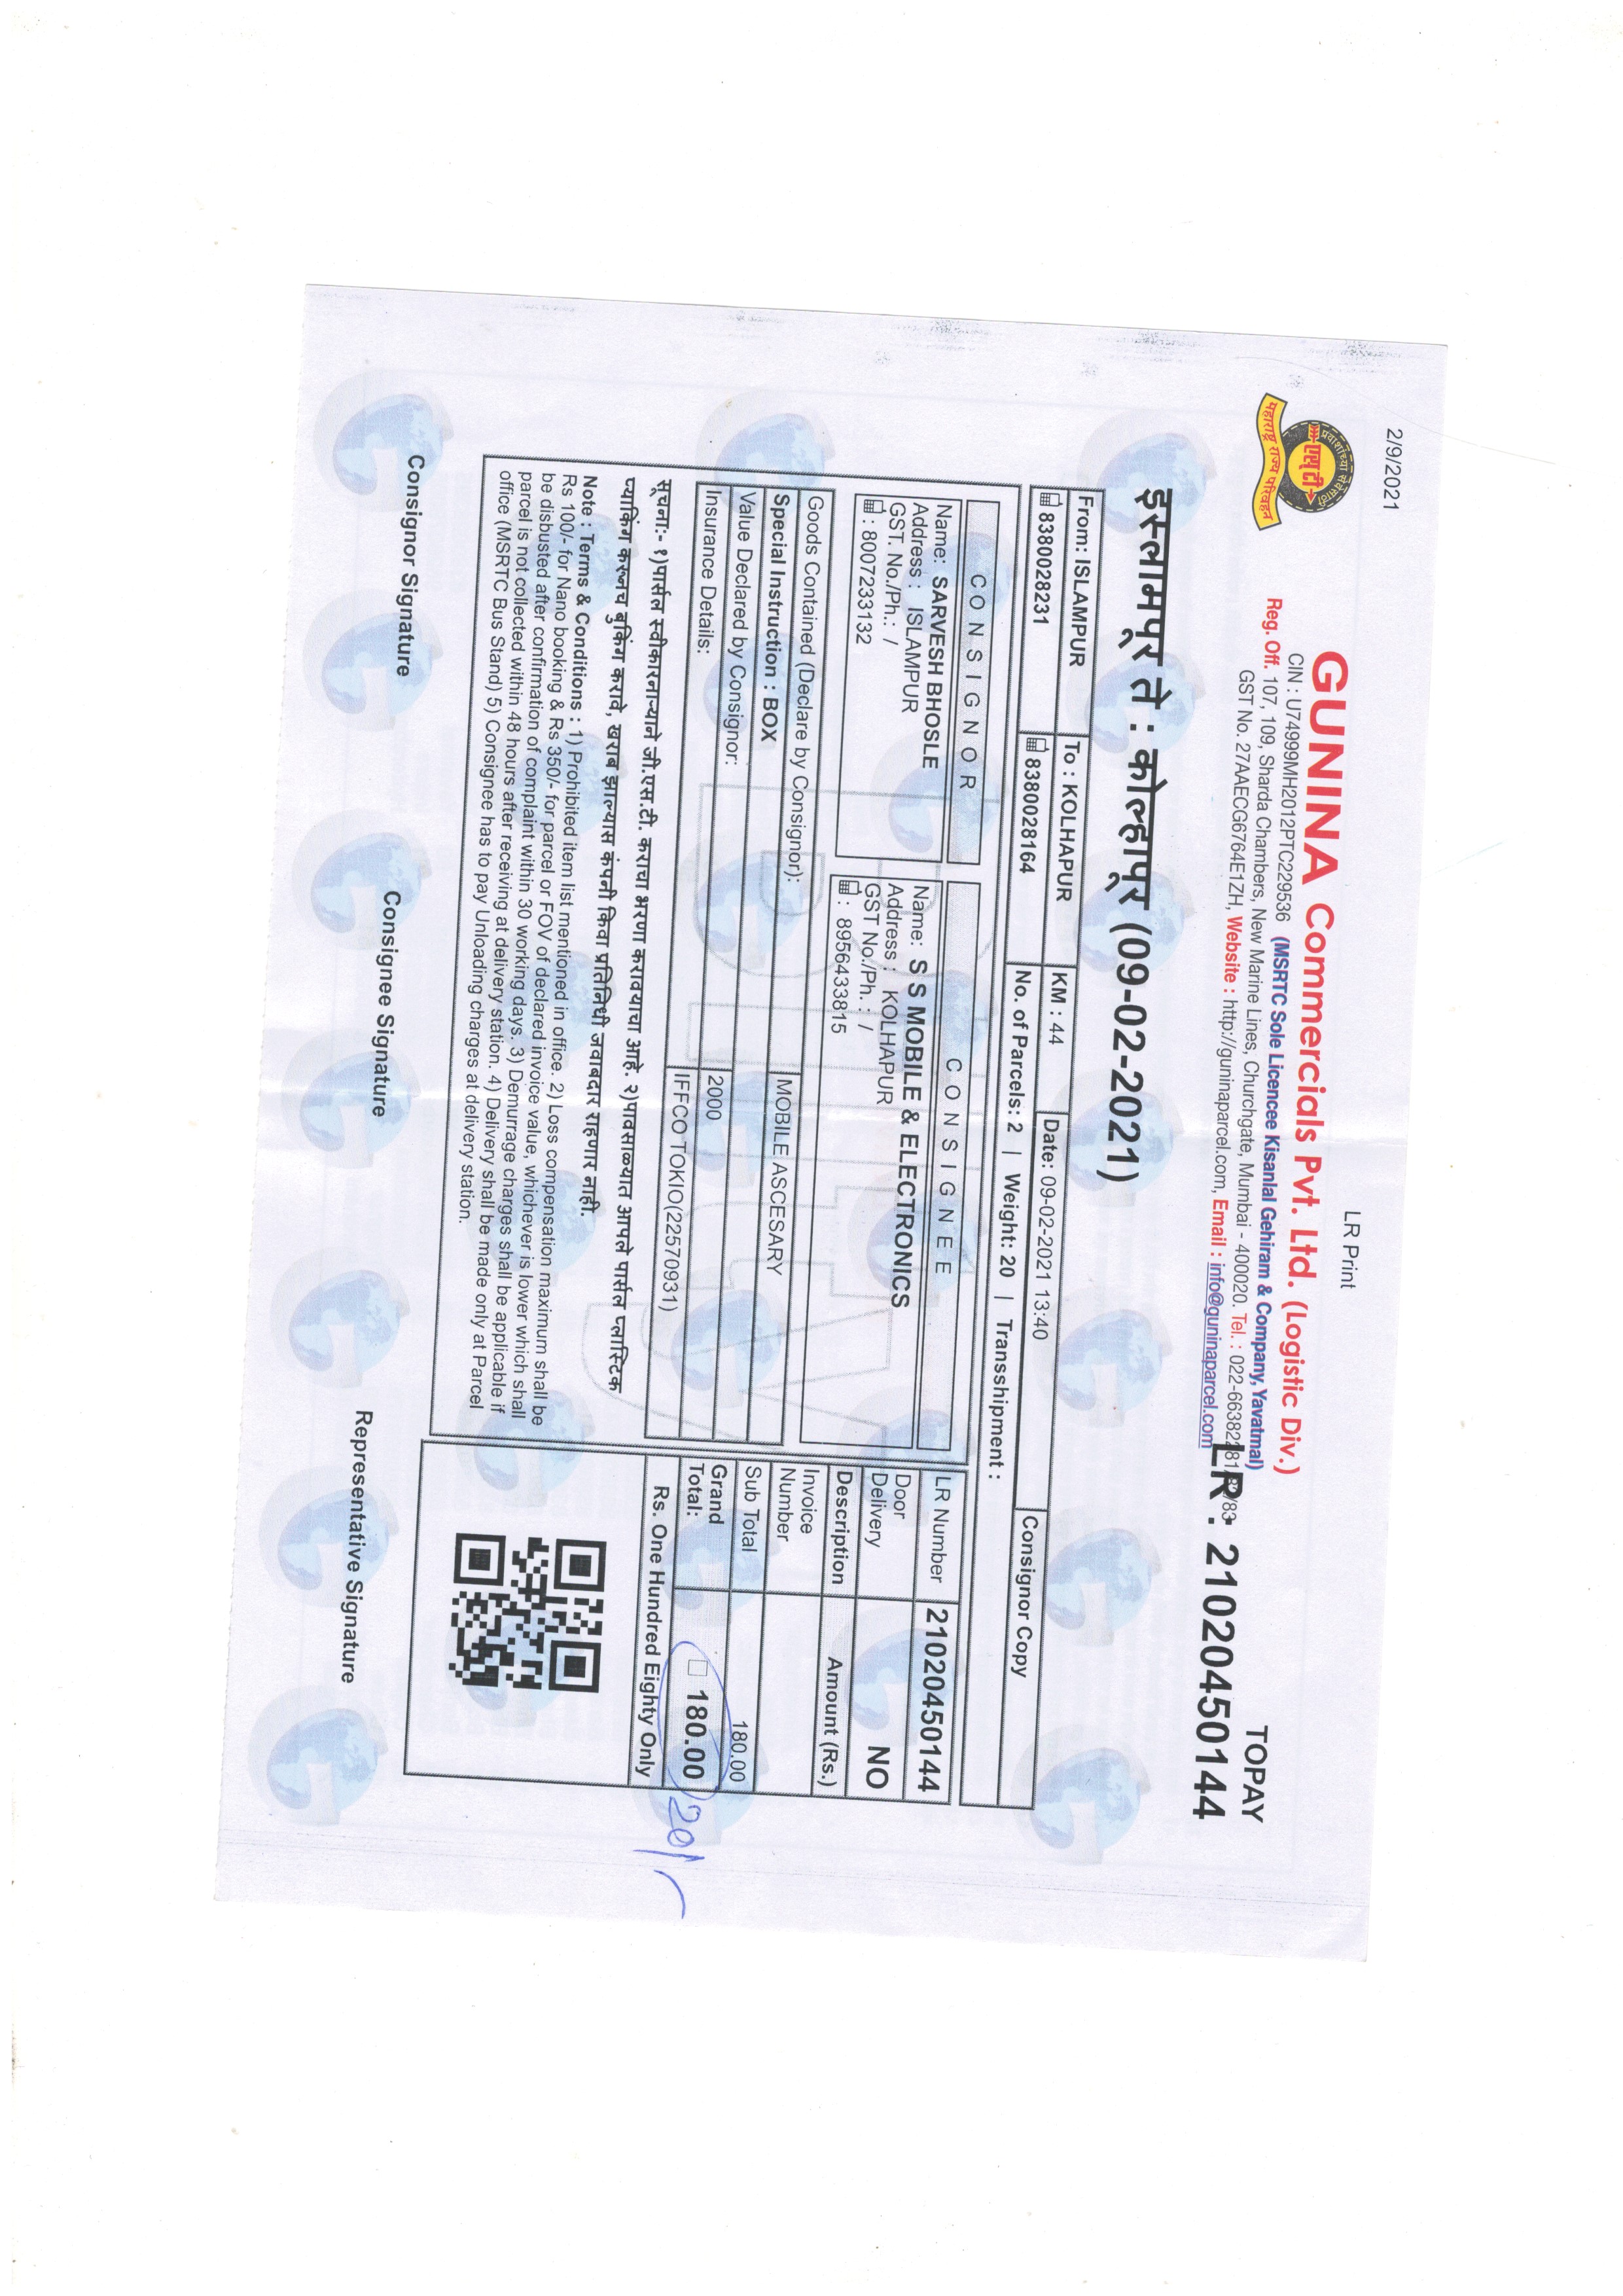 2/9/2021
LR Print
प्रवाशांच्या सेवेसाठी
एस् टी
महाराष्ट्र राज्य परिवहन
GUNINA Commercials Pvt. Ltd. (Logistic Div.)
CIN : U74999MH2012PTC229536 (MSRTC Sole Licencee Kisanlal Gehiram & Company, Yavatmal)
Reg. Off. 107, 109, Sharda Chambers, New Marine Lines, Churchgate, Mumbai - 400020. Tel. : 022-66382281/82/83
GST No. 27AAECG6764E1ZH, Website : http://guninaparcel.com, Email : info@guninaparcel.com
TOPAY
LR : 21020450144
इस्लामपूर ते : कोल्हापूर (09-02-2021)
From: ISLAMPUR To : KOLHAPUR KM : 44 Date: 09-02-2021 13:40 Consignor Copy
8380028231 8380028164 No. of Parcels: 2 | Weight: 20 | Transshipment :
CONSIGNOR
Name: SARVESH BHOSLE
Address : ISLAMPUR
GST. No./Ph.: /
: 8007233132
CONSIGNEE
Name: S S MOBILE & ELECTRONICS
Address : KOLHAPUR
GST No./Ph. : /
: 8956433815
LR Number 21020450144
Door Delivery NO
Description Amount (Rs.)
Invoice Number
Sub Total 180.00
Grand Total: 180.00 20/-
Rs. One Hundred Eighty Only
Goods Contained (Declare by Consignor): MOBILE ASCESARY
Special Instruction : BOX
Value Declared by Consignor: 2000
Insurance Details: IFFCO TOKIO(22570931)
सूचना:- १)पार्सल स्वीकारनाऱ्याने जी.एस.टी. कराचा भरणा करावयाचा आहे. २)पावसाळ्यात आपले पार्सल प्लास्टिक
प्याकिंग करूनच बुकिंग करावे, खराब झाल्यास कंपनी किवा प्रतिनिधी जवाबदार राहणार नाही.
Note : Terms & Conditions : 1) Prohibited item list mentioned in office. 2) Loss compensation maximum shall be
Rs 100/- for Nano booking & Rs 350/- for parcel or FOV of declared invoice value, whichever is lower which shall
be disbusted after confirmation of complaint within 30 working days. 3) Demurrage charges shall be applicable if
parcel is not collected within 48 hours after receiving at delivery station. 4) Delivery shall be made only at Parcel
office (MSRTC Bus Stand) 5) Consignee has to pay Unloading charges at delivery station.
Consignor Signature
Consignee Signature
Representative Signature